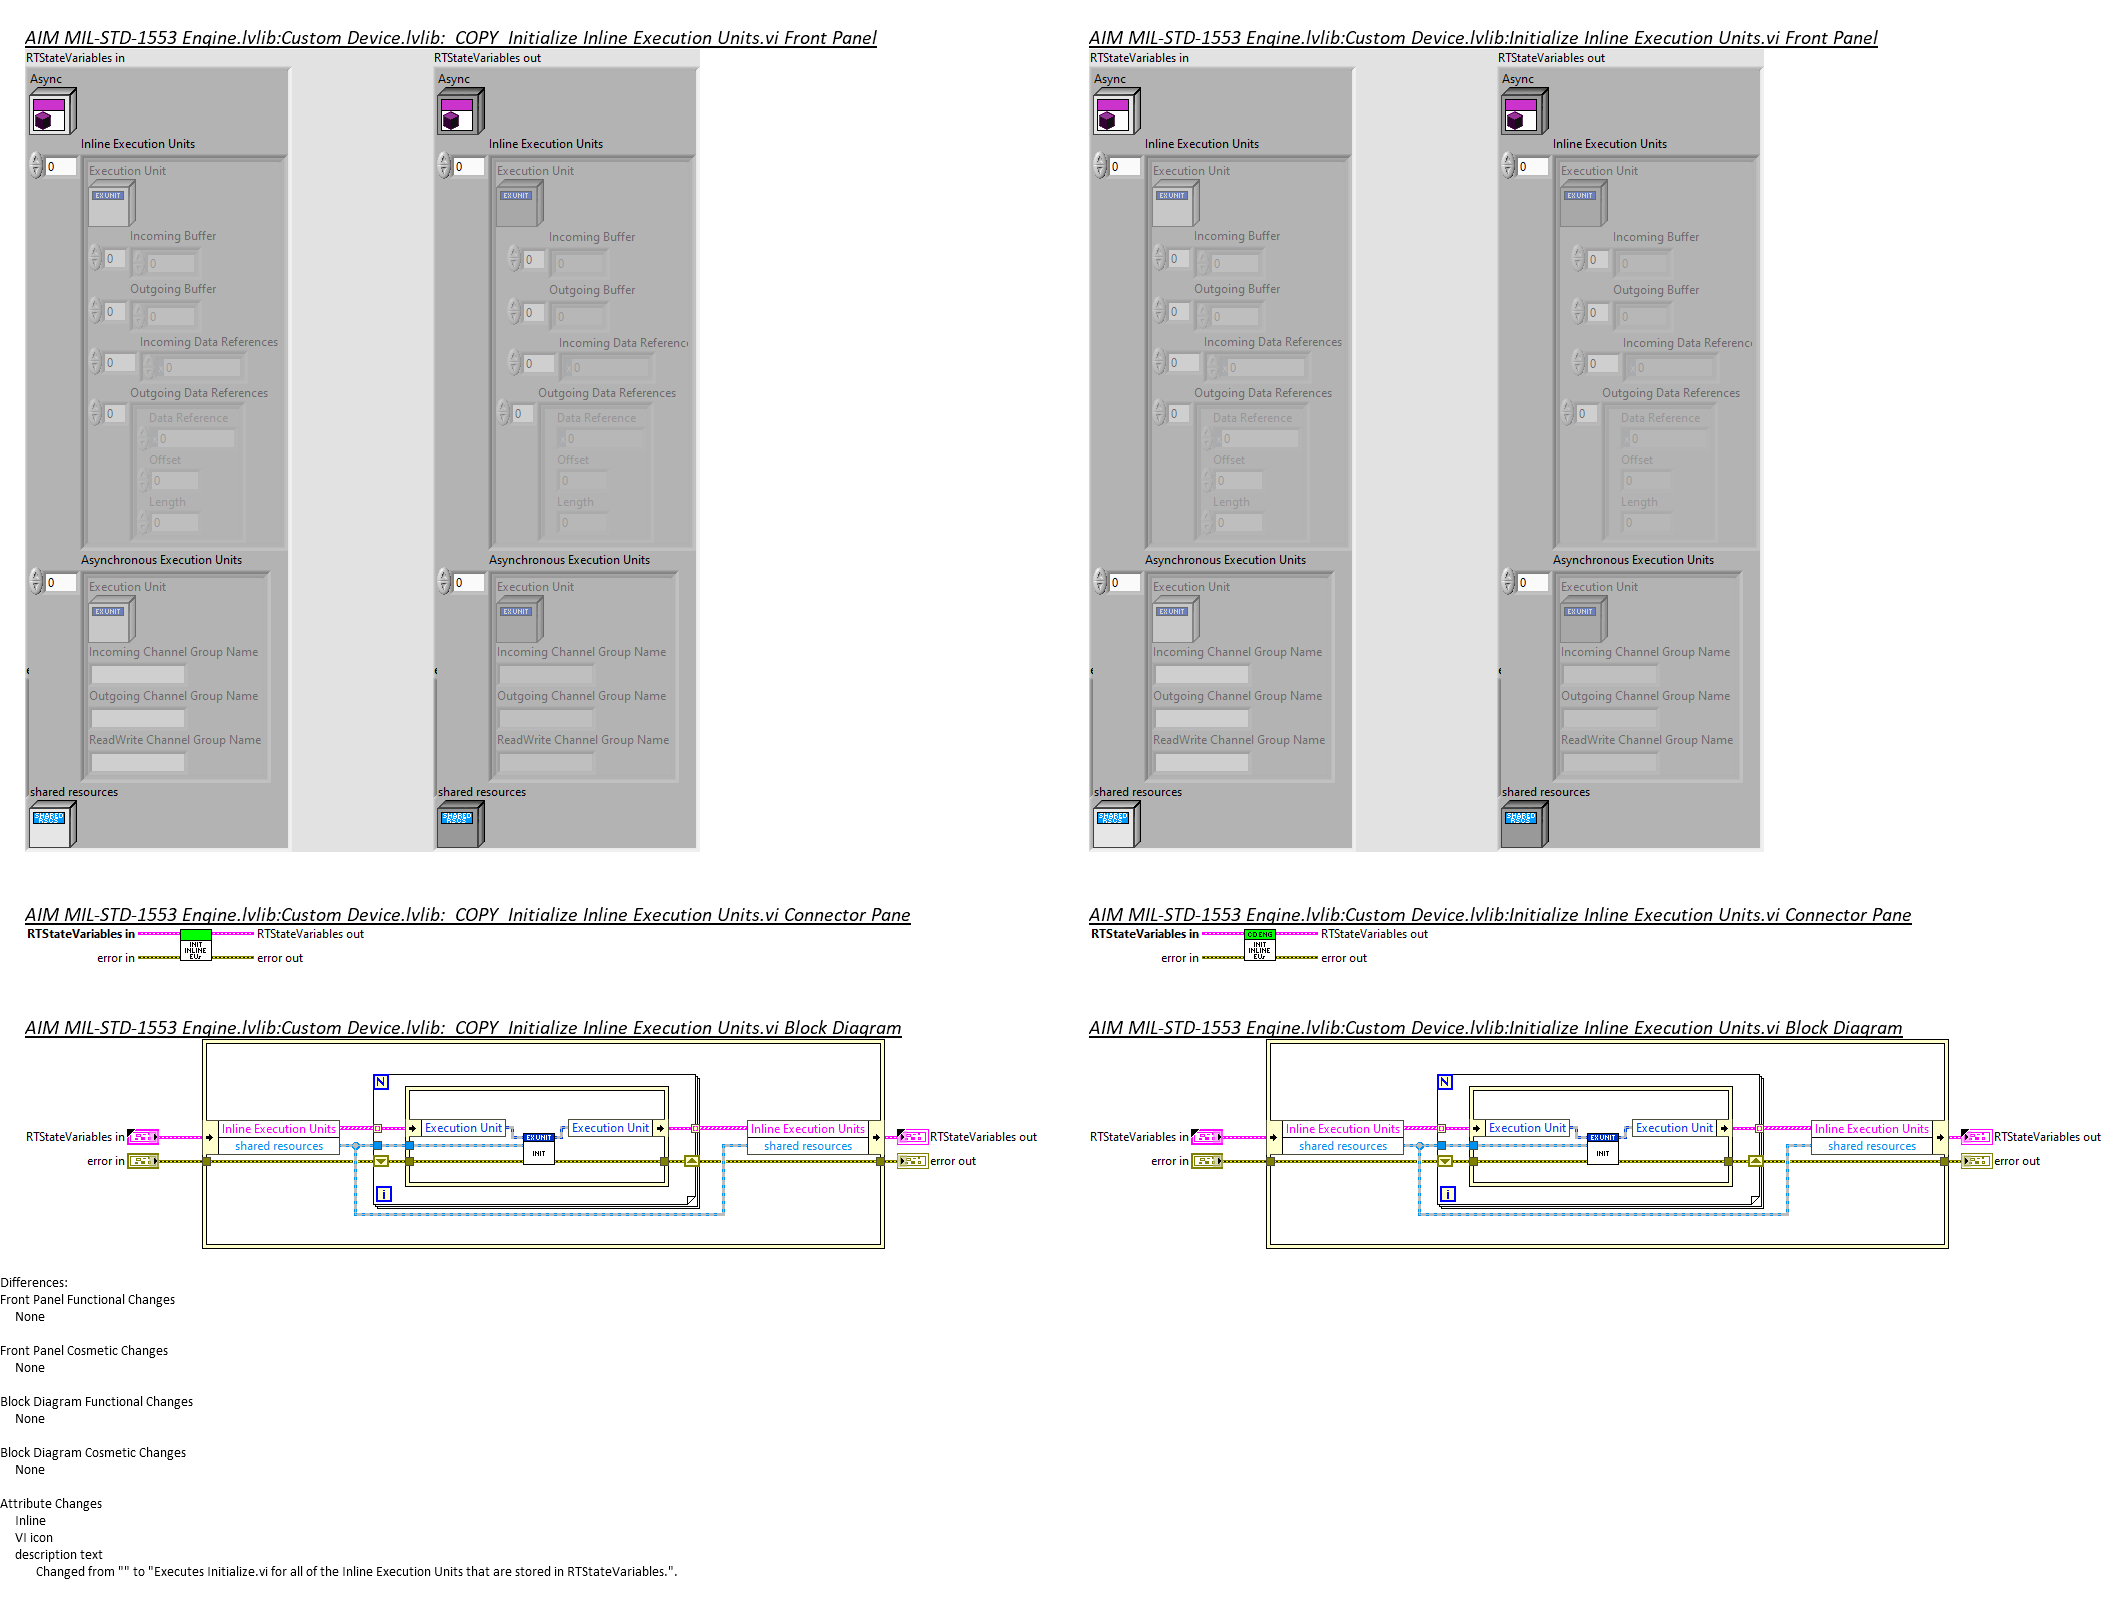 AIM MIL-STD-1553 Engine.lvlib:Custom Device.lvlib:_COPY_Initialize Inline Execution Units.vi Front Panel
RTStateVariables in
RTStateVariables out
Async
Async
Inline Execution Units
Inline Execution Units
0
Execution Unit
0
Execution Unit
EXUNIT
EXUNIT
Incoming Buffer
Incoming Buffer
0
0
0
0
Outgoing Buffer
Outgoing Buffer
0
0
0
0
Incoming Data References
Incoming Data Referenc
0
0
0
0
Outgoing Data References
Outgoing Data References
0
Data Reference
0
Data Reference
0
0
Offset
Offset
0
0
Length
Length
0
0
Asynchronous Execution Units
Asynchronous Execution Units
0
Execution Unit
0
Execution Unit
EXUNIT
EXUNIT
Incoming Channel Group Name
Incoming Channel Group Name
Outgoing Channel Group Name
Outgoing Channel Group Name
ReadWrite Channel Group Name
ReadWrite Channel Group Name
shared resources
shared resources
SHARED
RSCS
SHARED
RSCS
AIM MIL-STD-1553 Engine.lvlib:Custom Device.lvlib:Initialize Inline Execution Units.vi Front Panel
RTStateVariables in
RTStateVariables out
Async
Async
Inline Execution Units
Inline Execution Units
0
Execution Unit
0
Execution Unit
EXUNIT
EXUNIT
Incoming Buffer
Incoming Buffer
0
0
0
0
Outgoing Buffer
Outgoing Buffer
0
0
0
0
Incoming Data References
Incoming Data Referenc
0
0
0
0
Outgoing Data References
Outgoing Data References
0
Data Reference
0
Data Reference
0
0
Offset
Offset
0
0
Length
Length
0
0
Asynchronous Execution Units
Asynchronous Execution Units
0
Execution Unit
0
Execution Unit
EXUNIT
EXUNIT
Incoming Channel Group Name
Incoming Channel Group Name
Outgoing Channel Group Name
Outgoing Channel Group Name
ReadWrite Channel Group Name
ReadWrite Channel Group Name
shared resources
shared resources
SHARED
RSCS
SHARED
RSCS
AIM MIL-STD-1553 Engine.lvlib:Custom Device.lvlib:_COPY_Initialize Inline Execution Units.vi Connector Pane
RTStateVariables in
RTStateVariables out
INIT
INLINE
EUs
error in
error out
AIM MIL-STD-1553 Engine.lvlib:Custom Device.lvlib:Initialize Inline Execution Units.vi Connector Pane
RTStateVariables in
CD ENG
RTStateVariables out
INIT
INLINE
EUs
error in
error out
AIM MIL-STD-1553 Engine.lvlib:Custom Device.lvlib:_COPY_Initialize Inline Execution Units.vi Block Diagram
N
Inline Execution Units
Execution Unit
Execution Unit
Inline Execution Units
RTStateVariables in
EXUNIT
RTStateVariables out
shared resources
INIT
shared resources
error in
error out
i
AIM MIL-STD-1553 Engine.lvlib:Custom Device.lvlib:Initialize Inline Execution Units.vi Block Diagram
N
Inline Execution Units
Execution Unit
Execution Unit
Inline Execution Units
RTStateVariables in
EXUNIT
RTStateVariables out
shared resources
INIT
shared resources
error in
error out
i
Differences:
Front Panel Functional Changes
None
Front Panel Cosmetic Changes
None
Block Diagram Functional Changes
None
Block Diagram Cosmetic Changes
None
Attribute Changes
Inline
VI icon
description text
Changed from "" to "Executes Initialize.vi for all of the Inline Execution Units that are stored in RTStateVariables.".